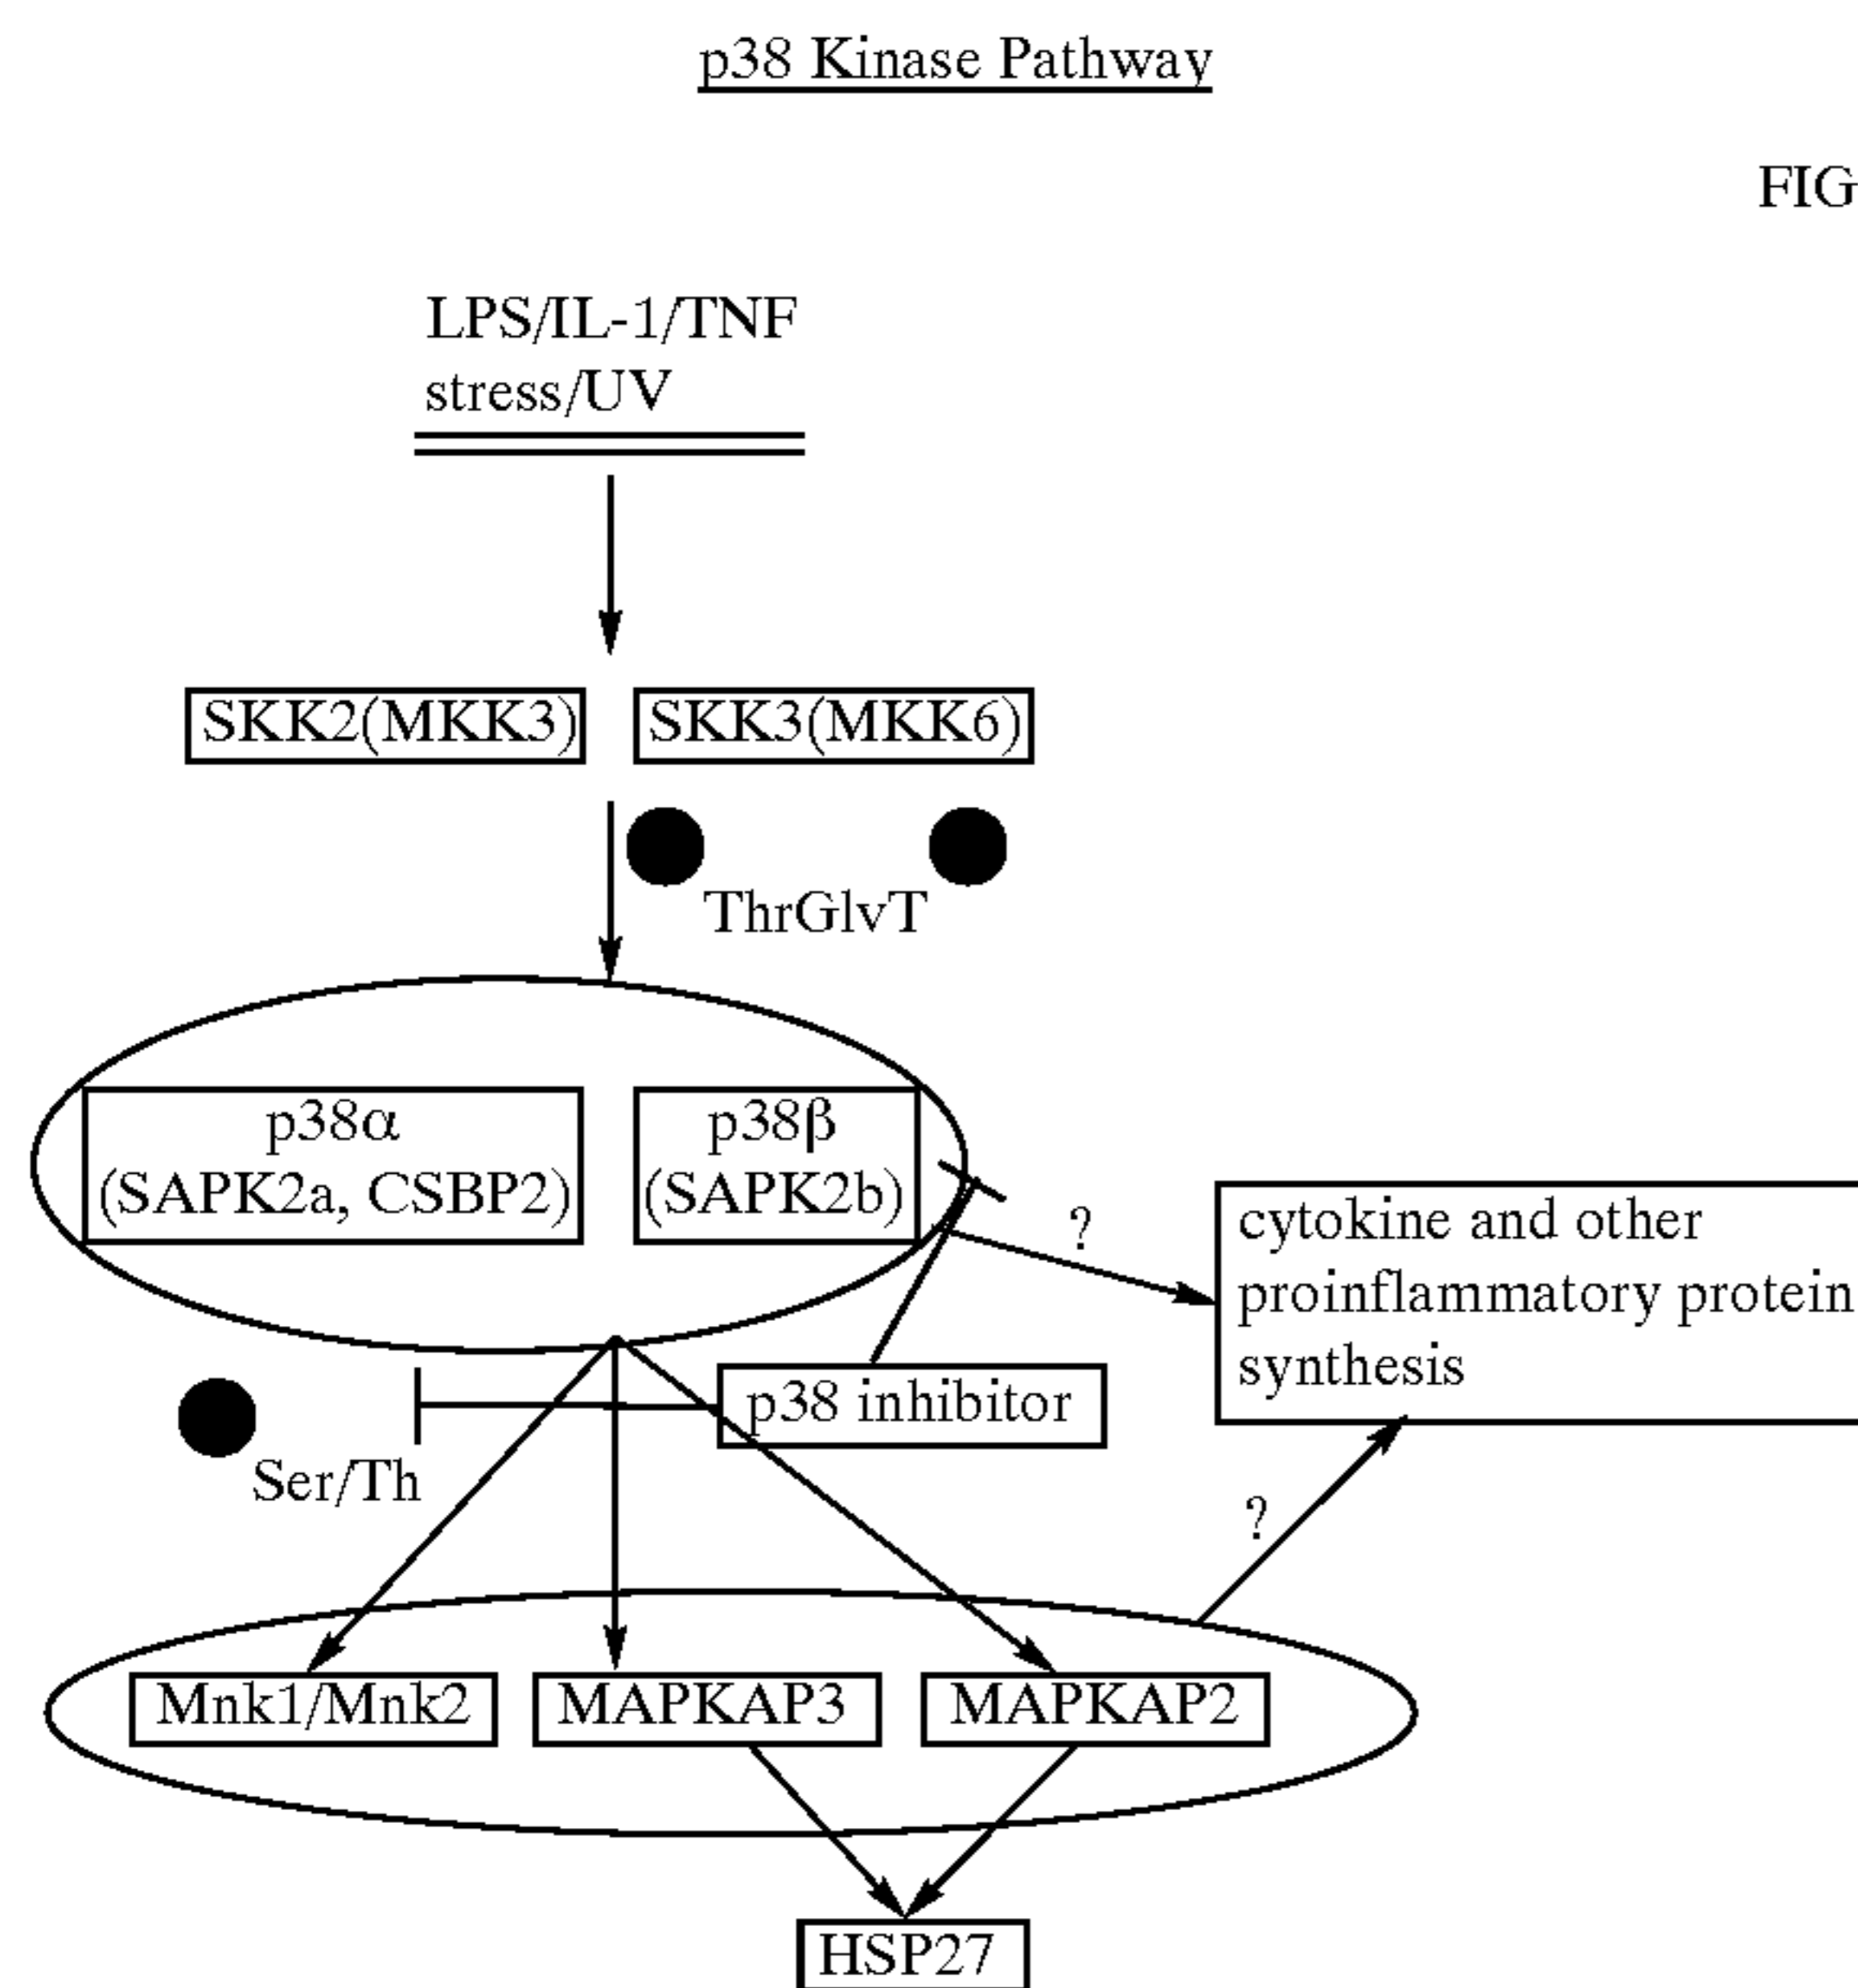 p38 Kinase Pathway
FIG
LPS/IL-1/TNF
stress/UV
SKK2(MKK3)
SKK3(MKK6)
ThrGlvT
p38α
(SAPK2a, CSBP2)
p38β
(SAPK2b)
?
cytokine and other
proinflammatory protein
synthesis
p38 inhibitor
Ser/Th
?
Mnk1/Mnk2
MAPKAP3
MAPKAP2
HSP27